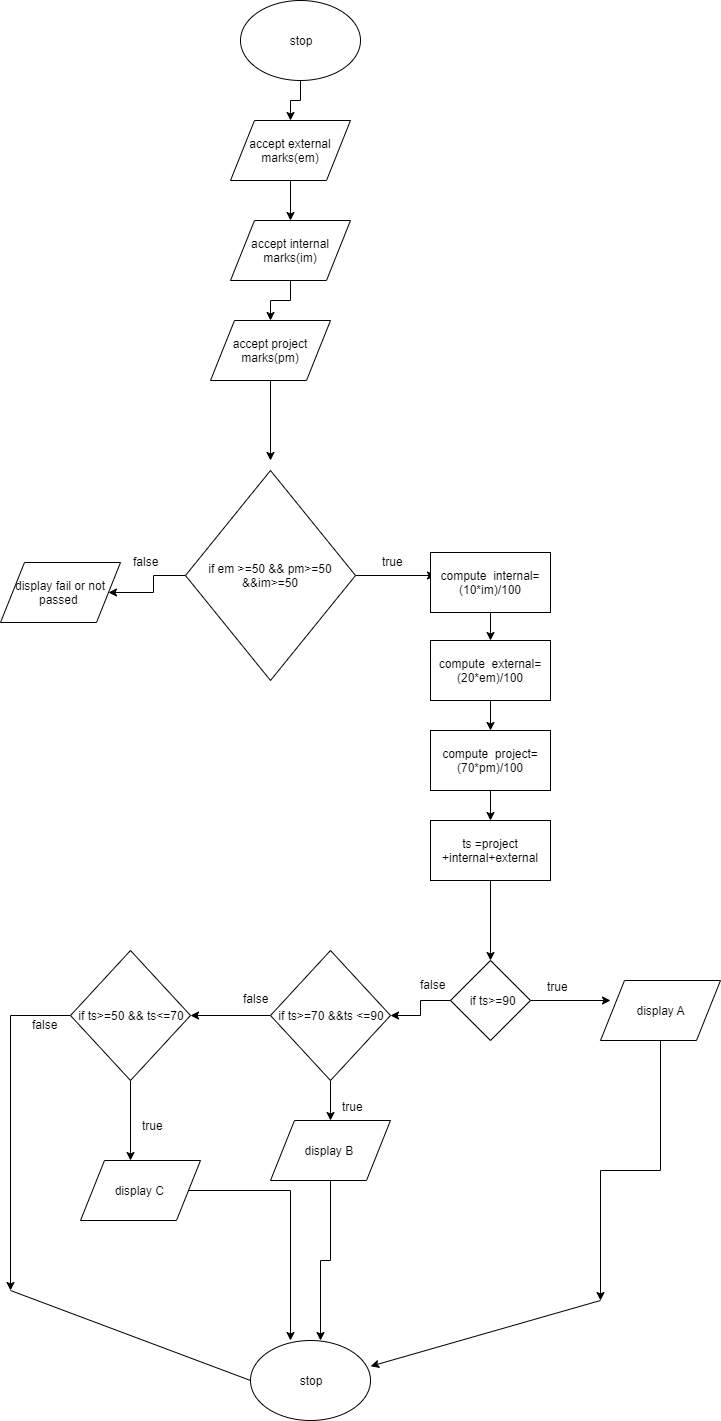 stop
accept external
marks(em)
accept internal
marks(im)
accept project
marks(pm)
if em >=50 && pm>=50
&&im>=50
false
true
display fail or not
passed
compute internal=
(10*im)/100
compute external=
(20*em)/100
compute project=
(70*pm)/100
ts =project
+internal+external
if ts>=90
true
false
display A
if ts>=70 &&ts <=90
false
true
display B
if ts>=50 && ts<=70
false
true
display C
stop